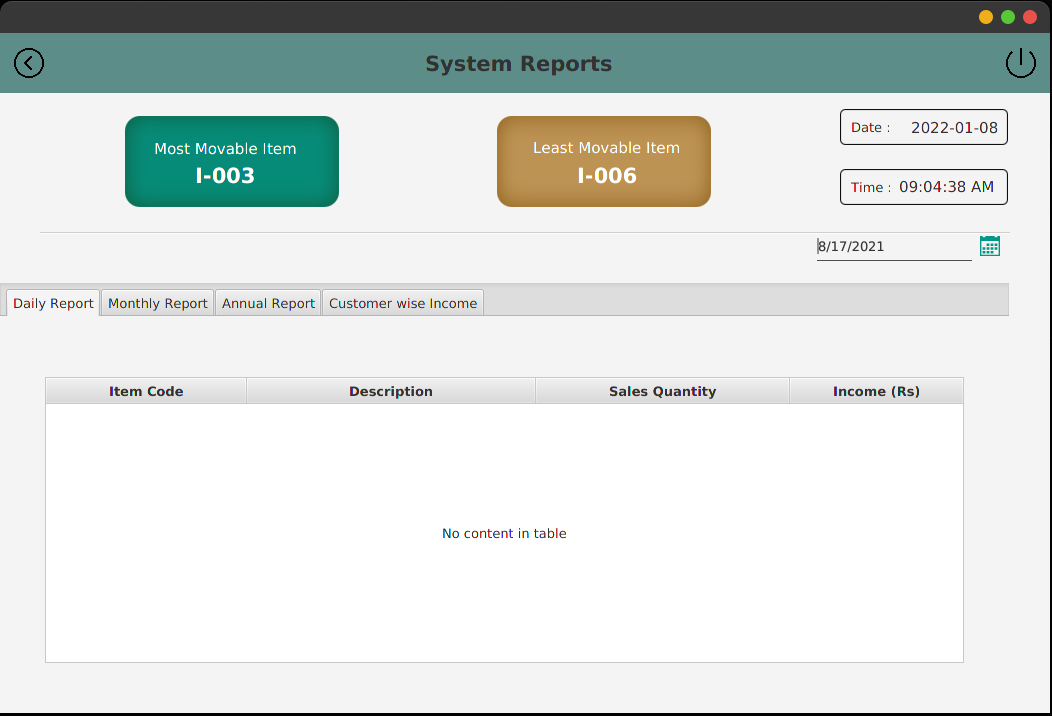 System Reports
Most Movable Item
I-003
Least Movable Item
I-006
Date : 2022-01-08
Time : 09:04:38 AM
8/17/2021
Daily Report Monthly Report Annual Report Customer wise Income
Item Code Description Sales Quantity Income (Rs)
No content in table